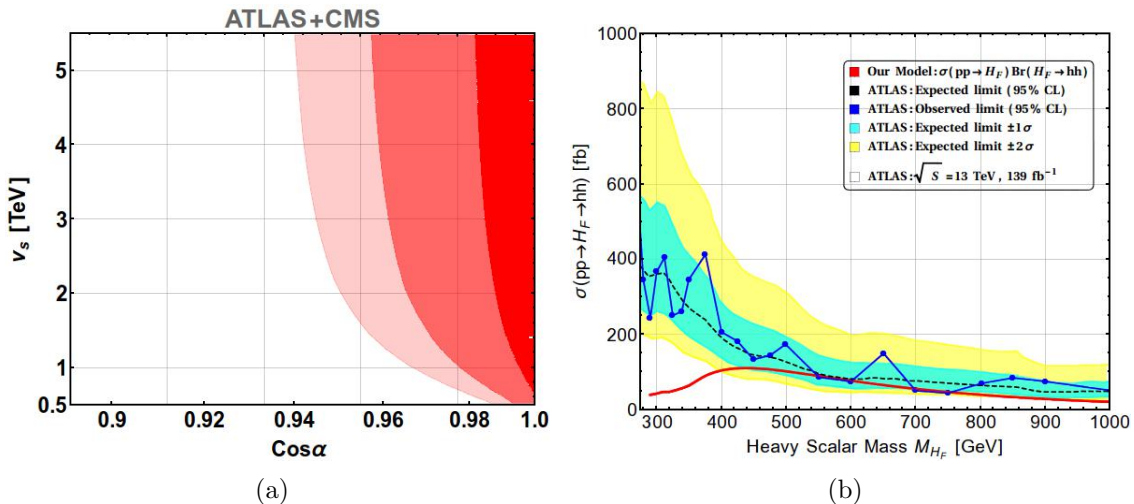 ATLAS+CMS
5
4
3
2
1
0.5
v_s [TeV]
0.9 0.92 0.94 0.96 0.98 1.0
Cosα
(a)
1000
800
600
400
200
0
σ(pp→H_F→hh) [fb]
Our Model:σ(pp→H_F)Br(H_F→hh)
ATLAS:Expected limit (95% CL)
ATLAS:Observed limit (95% CL)
ATLAS:Expected limit ±1σ
ATLAS:Expected limit ±2σ
ATLAS:√S =13 TeV, 139 fb⁻¹
300 400 500 600 700 800 900 1000
Heavy Scalar Mass M_{H_F} [GeV]
(b)